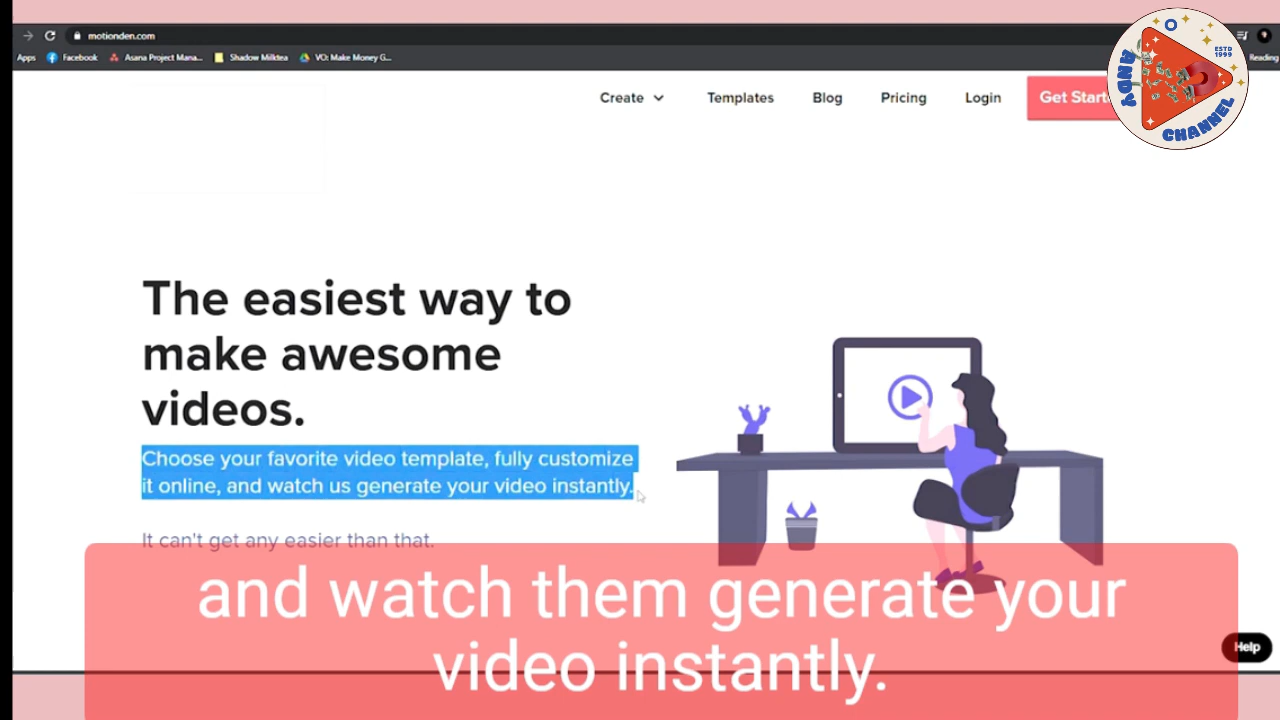 motionden.com
Apps Facebook Asana Project Mana... Shadow Milktea VO: Make Money G... Reading
Create Templates Blog Pricing Login Get Start
ANDY
ESTD
1999
CHANNEL
The easiest way to
make awesome
videos.
Choose your favorite video template, fully customize
it online, and watch us generate your video instantly.
It can't get any easier than that.
and watch them generate your
video instantly.
Help